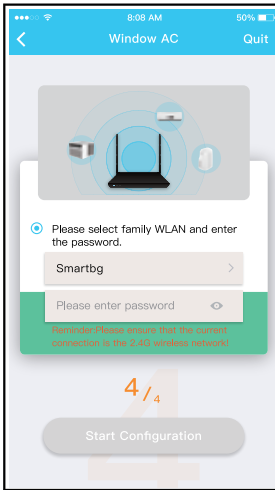 8:08 AM
50%
Window AC
Quit
Please select family WLAN and enter
the password.
Smartbg
Please enter password
Reminder:Please ensure that the current
connection is the 2.4G wireless network!
4/4
Start Configuration